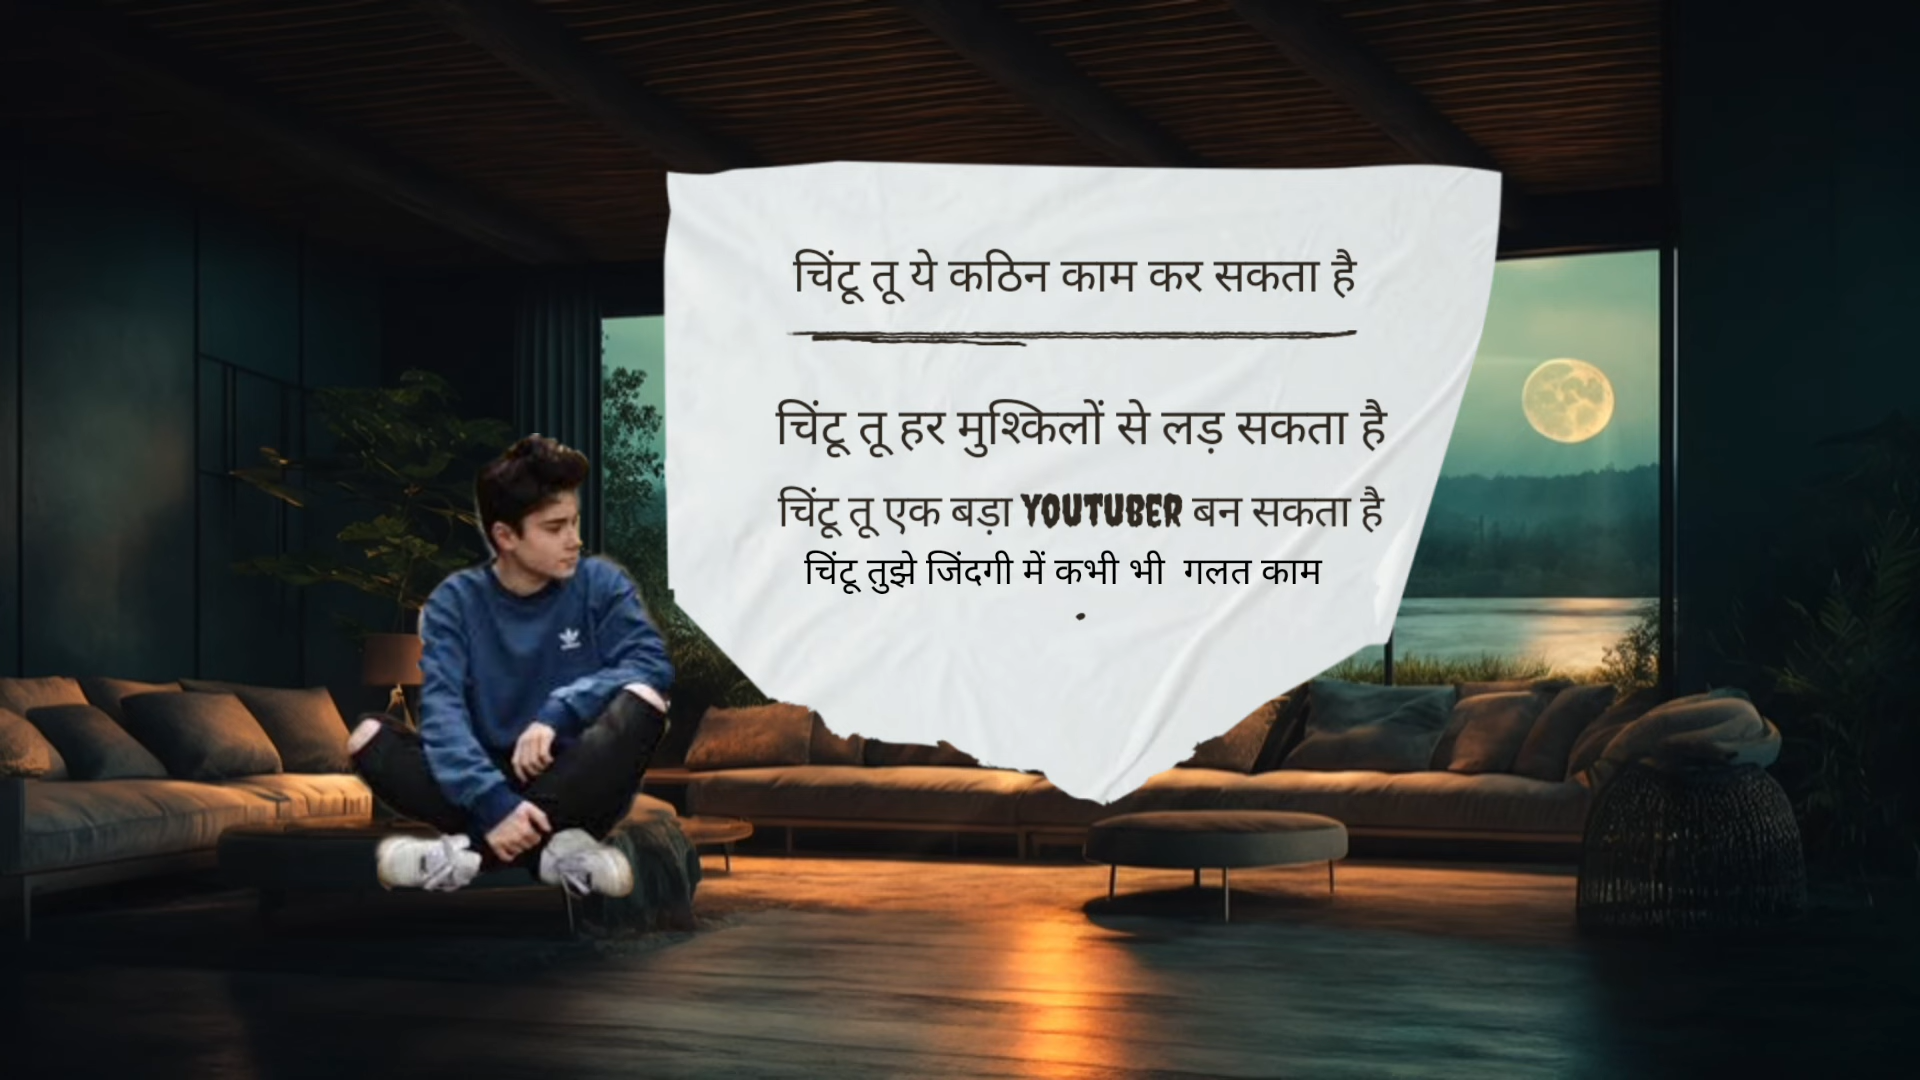 चिंटू तू ये कठिन काम कर सकता है
चिंटू तू हर मुश्किलों से लड़ सकता है
चिंटू तू एक बड़ा YOUTUBER बन सकता है
चिंटू तुझे जिंदगी में कभी भी  गलत काम